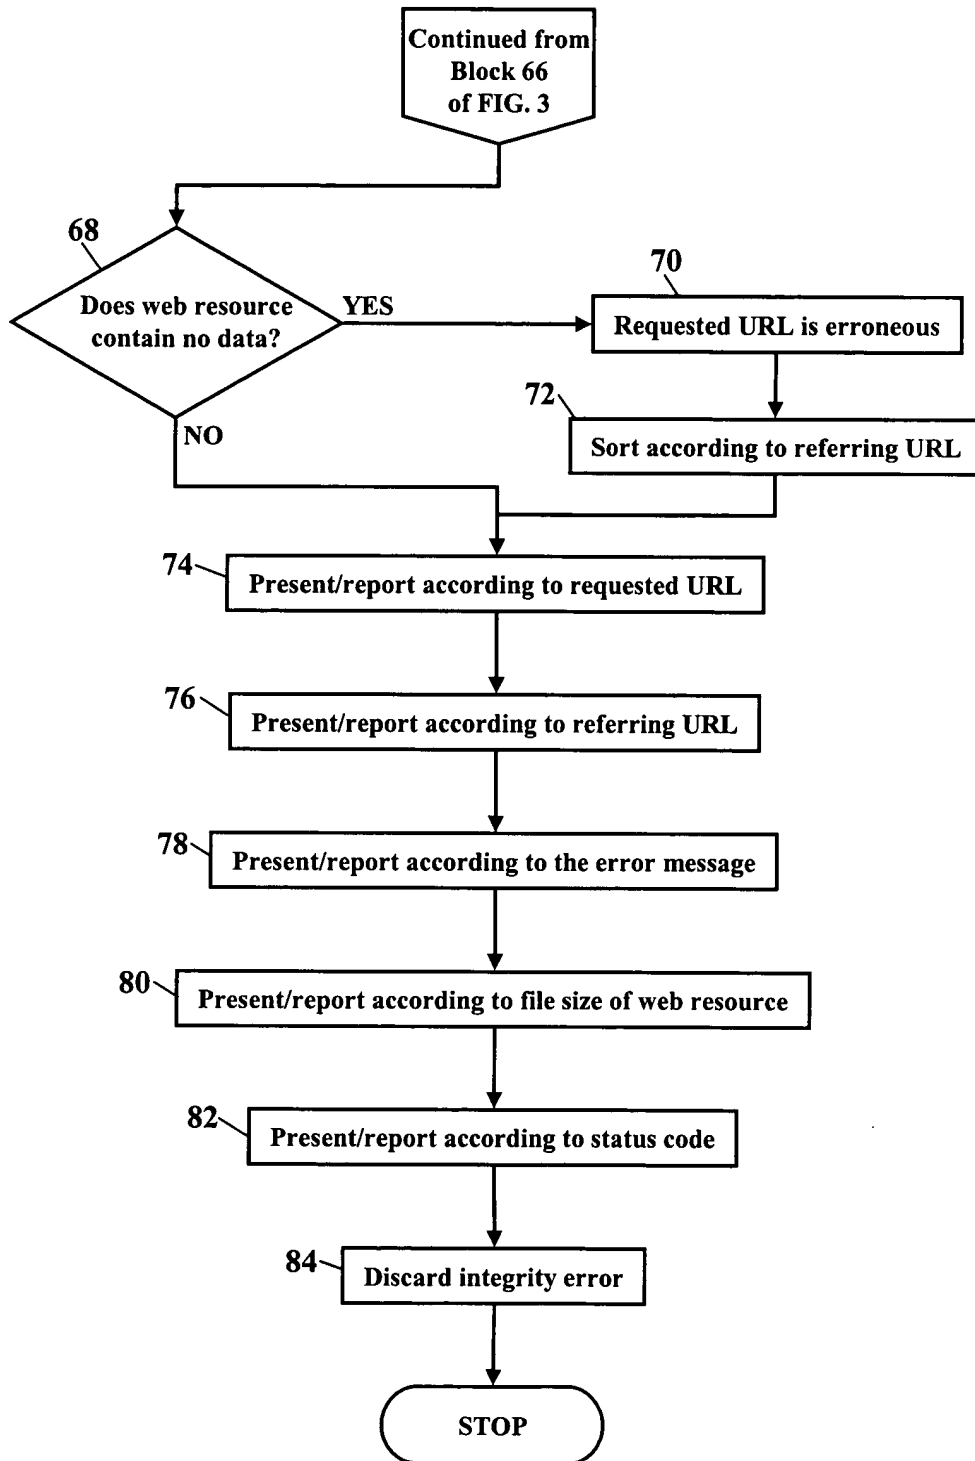 Continued from
Block 66
of FIG. 3
68
Does web resource
contain no data?
YES
70
Requested URL is erroneous
72
Sort according to referring URL
NO
74
Present/report according to requested URL
76
Present/report according to referring URL
78
Present/report according to the error message
80
Present/report according to file size of web resource
82
Present/report according to status code
84
Discard integrity error
STOP